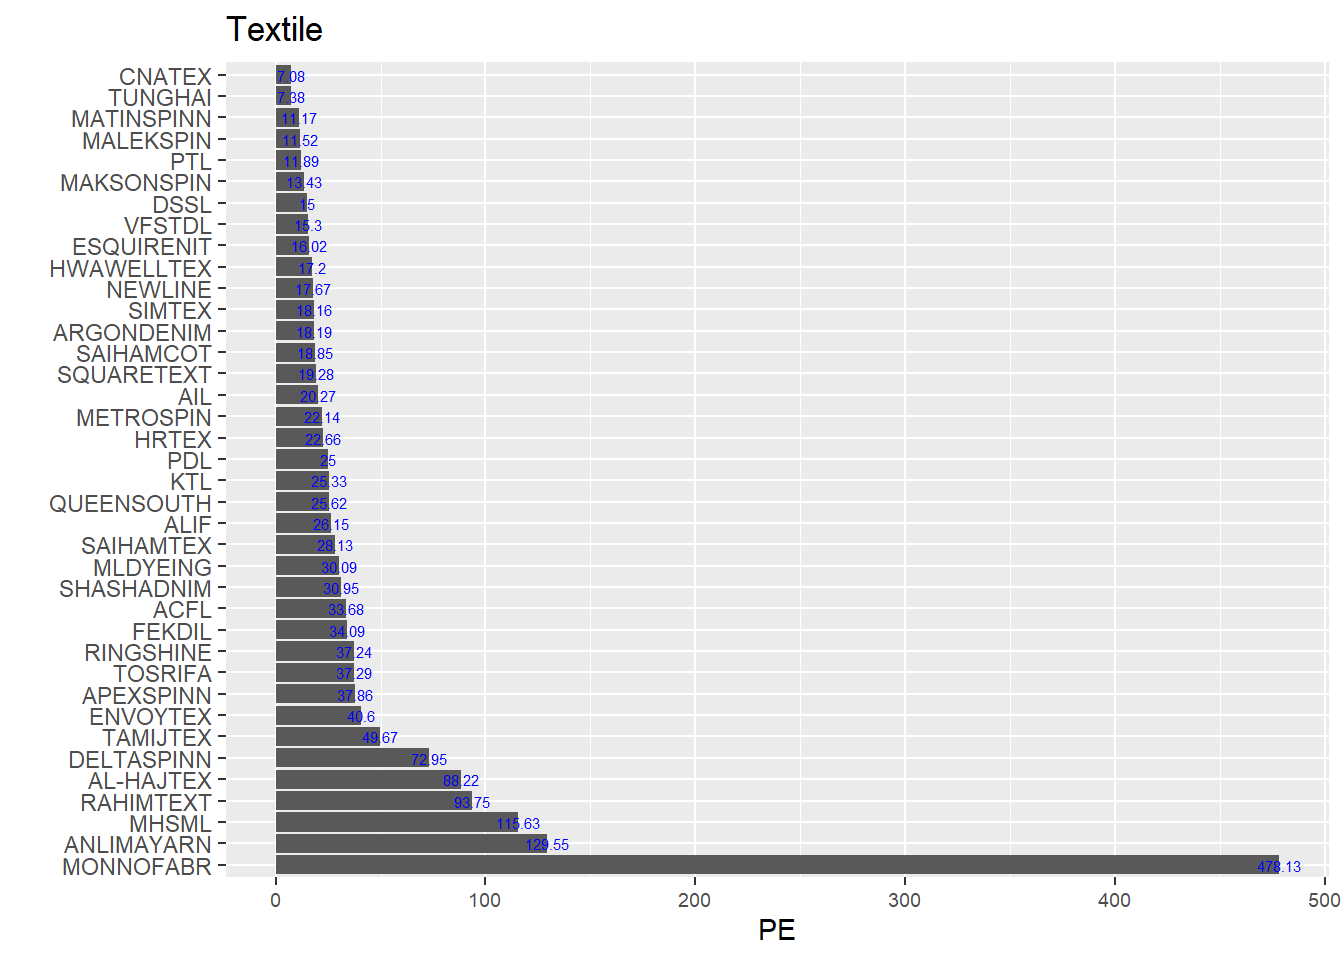 Textile
CNATEX 7.08
TUNGHAI 7.38
MATINSPINN 11.17
MALEKSPIN 11.52
PTL 11.89
MAKSONSPIN 13.43
DSSL 15
VFSTDL 15.3
ESQUIRENIT 16.02
HWAWELLTEX 17.2
NEWLINE 17.67
SIMTEX 18.16
ARGONDENIM 18.19
SAIHAMCOT 18.85
SQUARETEXT 19.28
AIL 20.27
METROSPIN 22.14
HRTEX 22.66
PDL 25
KTL 25.33
QUEENSOUTH 25.62
ALIF 26.15
SAIHAMTEX 28.13
MLDYEING 30.09
SHASHADNIM 30.95
ACFL 33.68
FEKDIL 34.09
RINGSHINE 37.24
TOSRIFA 37.29
APEXSPINN 37.86
ENVOYTEX 40.6
TAMIJTEX 49.67
DELTASPINN 72.95
AL-HAJTEX 88.22
RAHIMTEXT 93.75
MHSML 115.63
ANLIMAYARN 129.55
MONNOFABR 478.13
0 100 200 300 400 500
PE